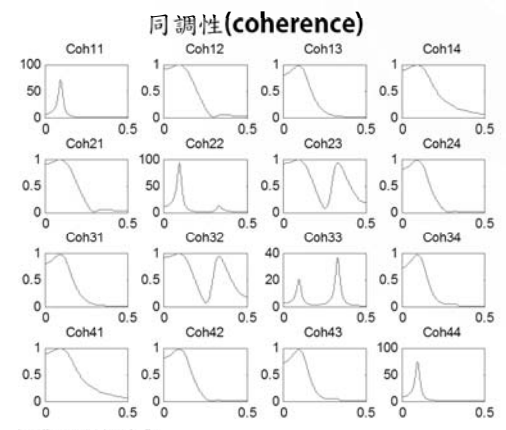 同調性(coherence)
Coh11 Coh12 Coh13 Coh14
100 1 1 1
50 0.5 0.5 0.5
0 0 0 0
0 0.5 0 0.5 0 0.5 0 0.5
Coh21 Coh22 Coh23 Coh24
1 100 1 1
0.5 50 0.5 0.5
0 0 0 0
0 0.5 0 0.5 0 0.5 0 0.5
Coh31 Coh32 Coh33 Coh34
1 1 40 1
0.5 0.5 20 0.5
0 0 0 0
0 0.5 0 0.5 0 0.5 0 0.5
Coh41 Coh42 Coh43 Coh44
1 1 1 100
0.5 0.5 0.5 50
0 0 0 0
0 0.5 0 0.5 0 0.5 0 0.5